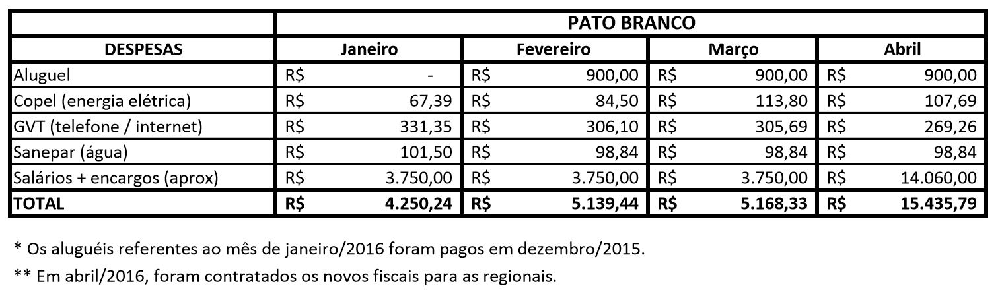 PATO BRANCO
DESPESAS Janeiro Fevereiro Março Abril
Aluguel R$ - R$ 900,00 R$ 900,00 R$ 900,00
Copel (energia elétrica) R$ 67,39 R$ 84,50 R$ 113,80 R$ 107,69
GVT (telefone / internet) R$ 331,35 R$ 306,10 R$ 305,69 R$ 269,26
Sanepar (água) R$ 101,50 R$ 98,84 R$ 98,84 R$ 98,84
Salários + encargos (aprox) R$ 3.750,00 R$ 3.750,00 R$ 3.750,00 R$ 14.060,00
TOTAL R$ 4.250,24 R$ 5.139,44 R$ 5.168,33 R$ 15.435,79
* Os aluguéis referentes ao mês de janeiro/2016 foram pagos em dezembro/2015.
** Em abril/2016, foram contratados os novos fiscais para as regionais.